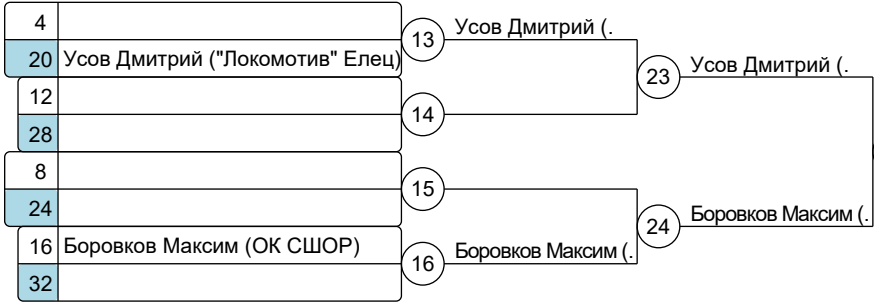 4
20 Усов Дмитрий ("Локомотив" Елец)
13 Усов Дмитрий (.
12
28
14
23 Усов Дмитрий (.
8
24
15
16 Боровков Максим (ОК СШОР)
32
16 Боровков Максим (.
24 Боровков Максим (.